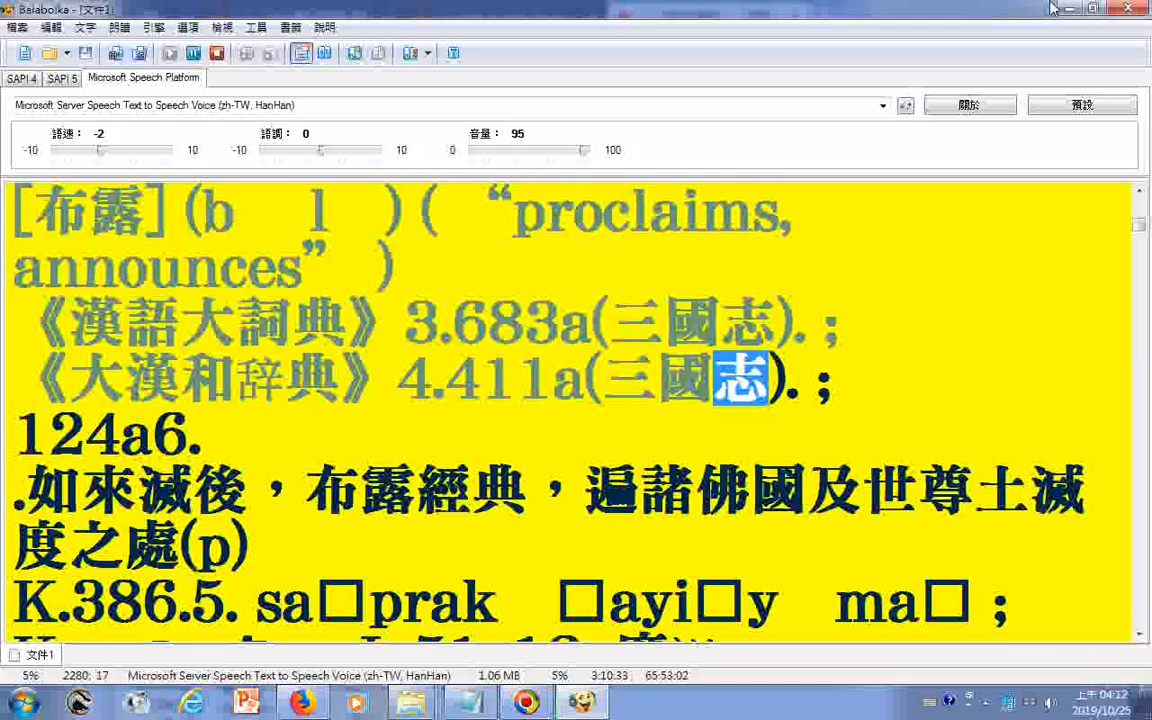 Balabolka - [文件1]
檔案 編輯 文字 朗讀 引擎 選項 檢視 工具 書籤 說明
SAPI 4 SAPI 5 Microsoft Speech Platform
Microsoft Server Speech Text to Speech Voice (zh-TW, HanHan) 關於 預設
語速： -2 語調： 0 音量： 95
-10 10 -10 10 0 100
[布露] (b l ) ( “proclaims,
announces” )
《漢語大詞典》 3.683a(三國志). ;
《大漢和辞典》 4.411a(三國志). ;
124a6.
.如來滅後，布露經典，遍諸佛國及世尊土滅
度之處(p)
K.386.5. sa□prak □ayi□y ma□ ;
文件1
5% 2280; 17 Microsoft Server Speech Text to Speech Voice (zh-TW, HanHan) 1.06 MB 5% 3:10:33 65:53:02
上午 04:12
2019/10/25